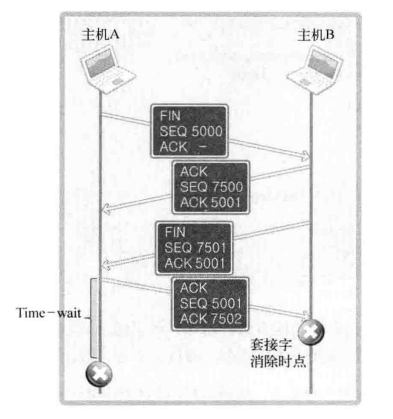 主机A
主机B
FIN
SEQ 5000
ACK -
ACK
SEQ 7500
ACK 5001
FIN
SEQ 7501
ACK 5001
ACK
SEQ 5001
ACK 7502
Time-wait
套接字
消除时点